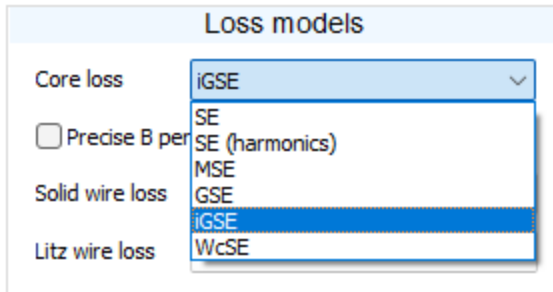 Loss models
Core loss iGSE
SE
Precise B per SE (harmonics)
MSE
Solid wire loss GSE
iGSE
Litz wire loss WcSE